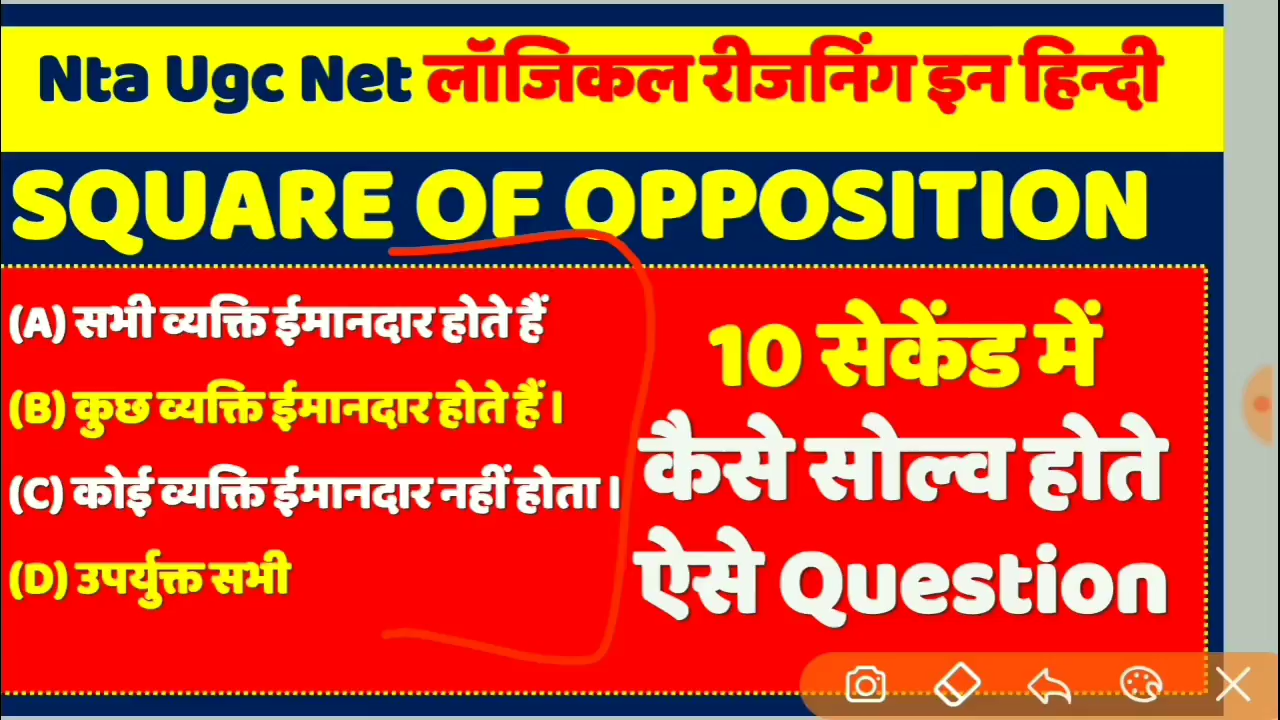 Nta Ugc Net लॉजिकल रीजनिंग इन हिन्दी
SQUARE OF OPPOSITION
(A) सभी व्यक्ति ईमानदार होते हैं
(B) कुछ व्यक्ति ईमानदार होते हैं।
(C) कोई व्यक्ति ईमानदार नहीं होता।
(D) उपर्युक्त सभी
10 सेकेंड में
कैसे सोल्व होते
ऐसे Question